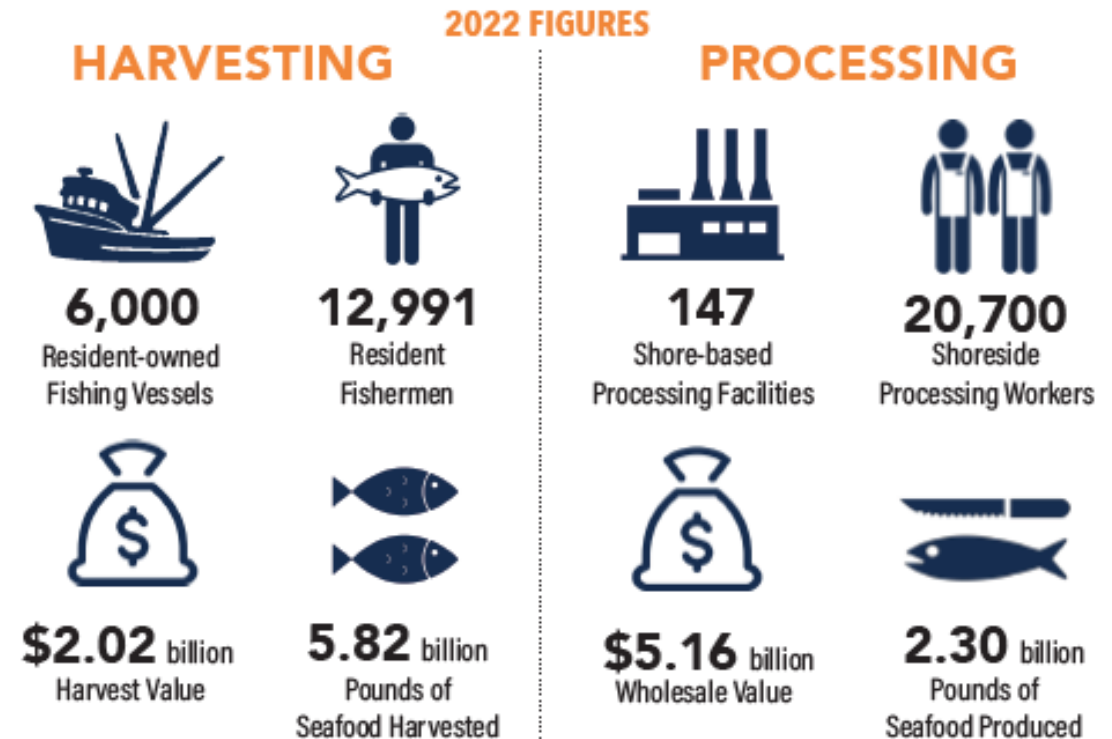 2022 FIGURES
HARVESTING
6,000
Resident-owned
Fishing Vessels
12,991
Resident
Fishermen
$
$2.02 billion
Harvest Value
5.82 billion
Pounds of
Seafood Harvested
PROCESSING
147
Shore-based
Processing Facilities
20,700
Shoreside
Processing Workers
$
$5.16 billion
Wholesale Value
2.30 billion
Pounds of
Seafood Produced